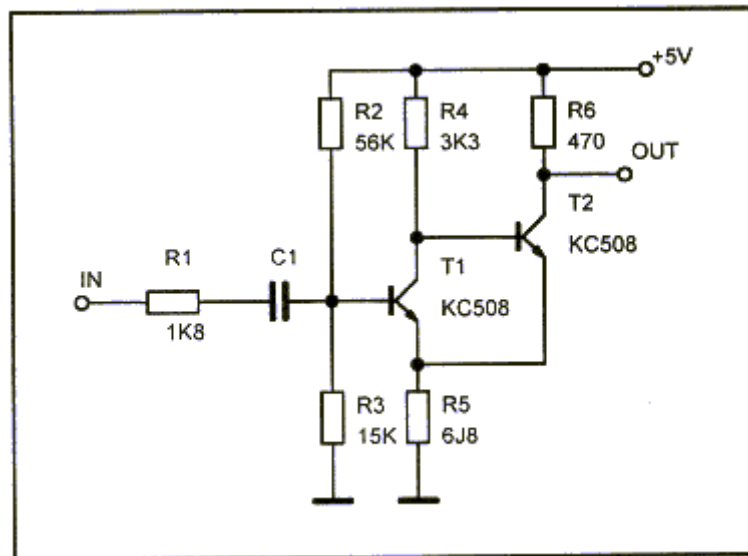 +5V
R2
56K
R4
3K3
R6
470
OUT
T2
KC508
IN
R1
1K8
C1
T1
KC508
R3
15K
R5
6J8